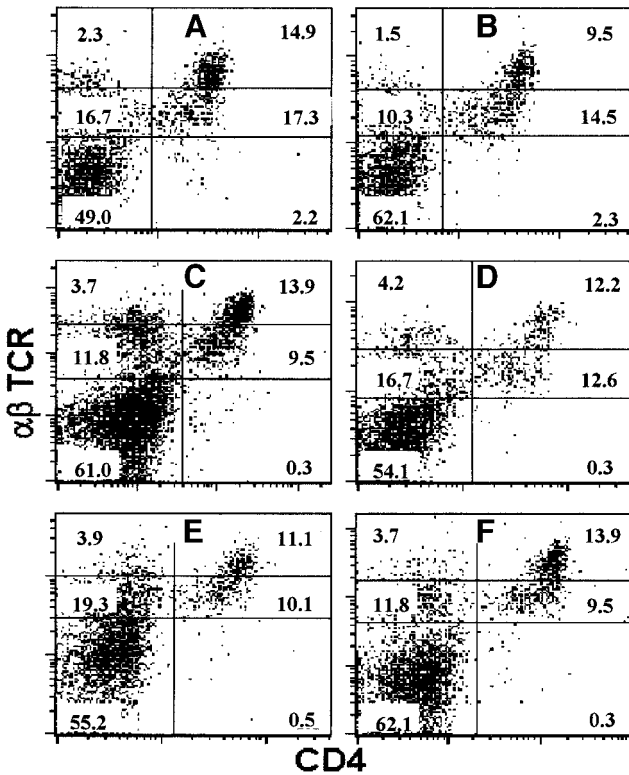 2.3 A 14.9 1.5 B 9.5
16.7 17.3 10.3 14.5
49.0 2.2 62.1 2.3
3.7 C 13.9 4.2 D 12.2
11.8 9.5 16.7 12.6
61.0 0.3 54.1 0.3
3.9 E 11.1 3.7 F 13.9
19.3 10.1 11.8 9.5
55.2 0.5 62.1 0.3
αβ TCR
CD4